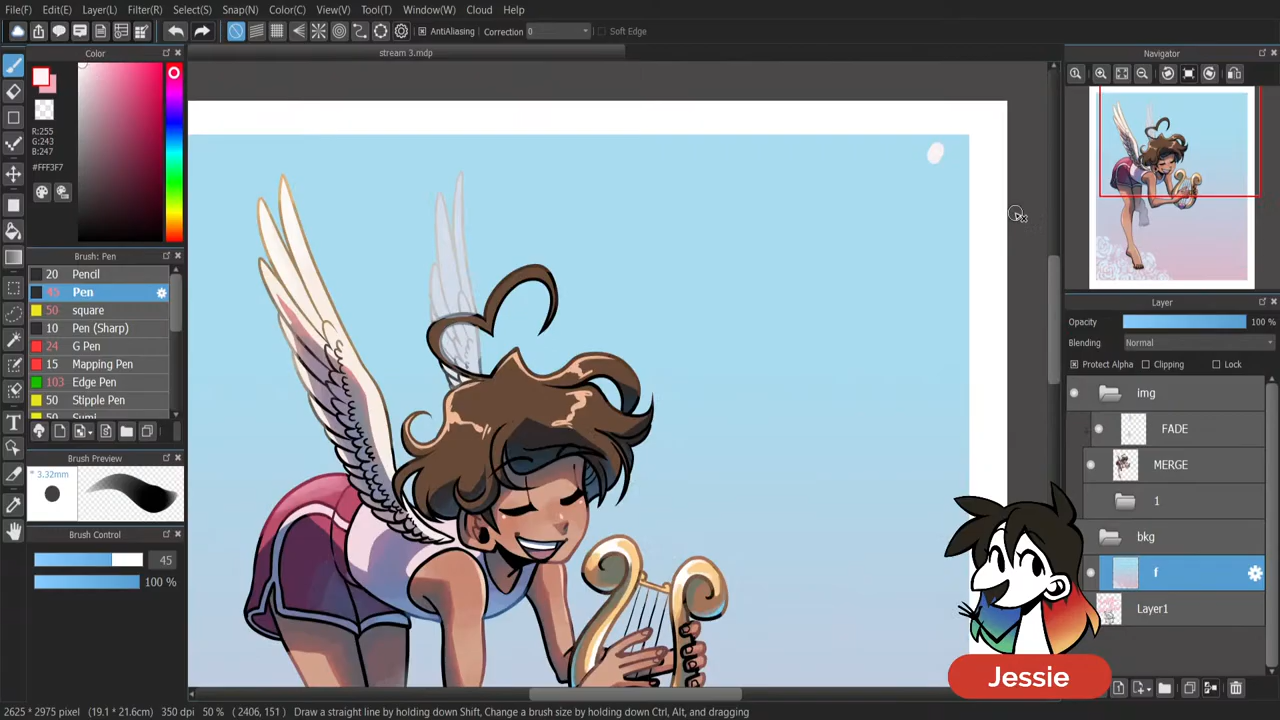 File(F) Edit(E) Layer(L) Filter(R) Select(S) Snap(N) Color(C) View(V) Tool(T) Window(W) Cloud Help
AntiAliasing Correction 0 Soft Edge
Color
stream 3.mdp
Navigator
R:255
G:243
B:247
#FFF3F7
Brush: Pen
20 Pencil
45 Pen
50 square
10 Pen (Sharp)
24 G Pen
15 Mapping Pen
103 Edge Pen
50 Stipple Pen
50 Sumi
Brush Preview
* 3.32mm
Brush Control
45
100 %
Layer
Opacity 100 %
Blending Normal
Protect Alpha Clipping Lock
img
FADE
MERGE
1
bkg
f
Layer1
Jessie
2625 * 2975 pixel (19.1 * 21.6cm) 350 dpi 50 % ( 2406, 151 ) Draw a straight line by holding down Shift, Change a brush size by holding down Ctrl, Alt, and dragging